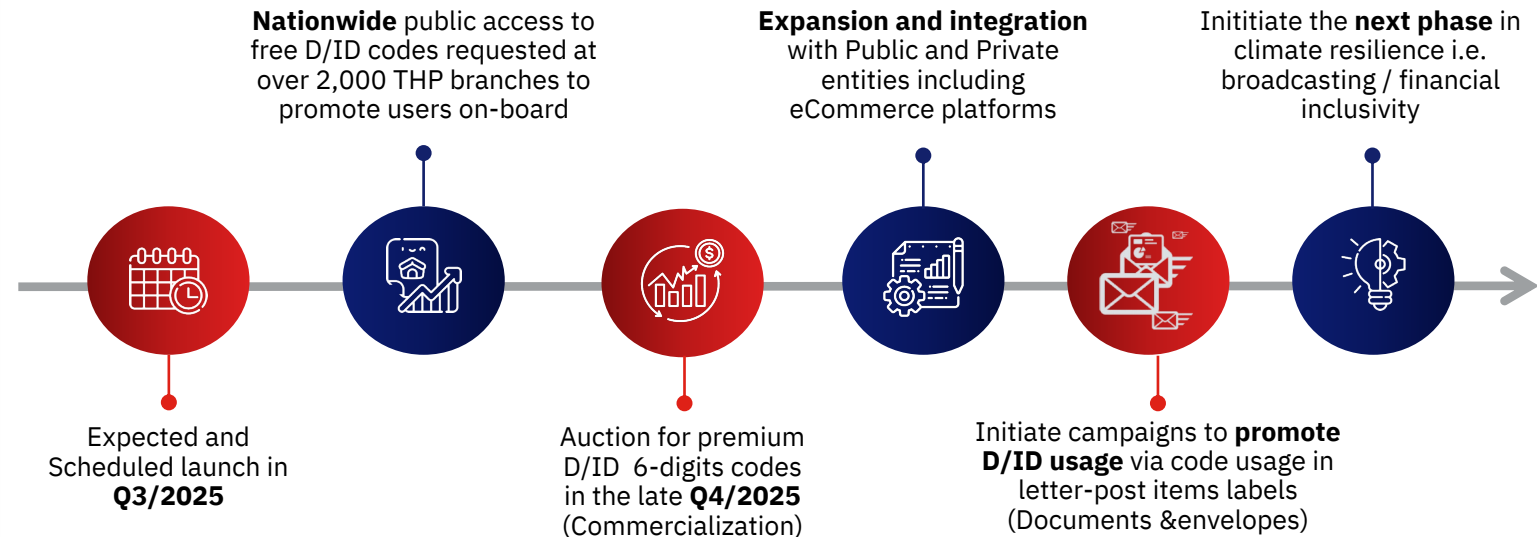 Nationwide public access to
free D/ID codes requested at
over 2,000 THP branches to
promote users on-board
Expansion and integration
with Public and Private
entities including
eCommerce platforms
Inititiate the next phase in
climate resilience i.e.
broadcasting / financial
inclusivity
Expected and
Scheduled launch in
Q3/2025
Auction for premium
D/ID 6-digits codes
in the late Q4/2025
(Commercialization)
Initiate campaigns to promote
D/ID usage via code usage in
letter-post items labels
(Documents &envelopes)